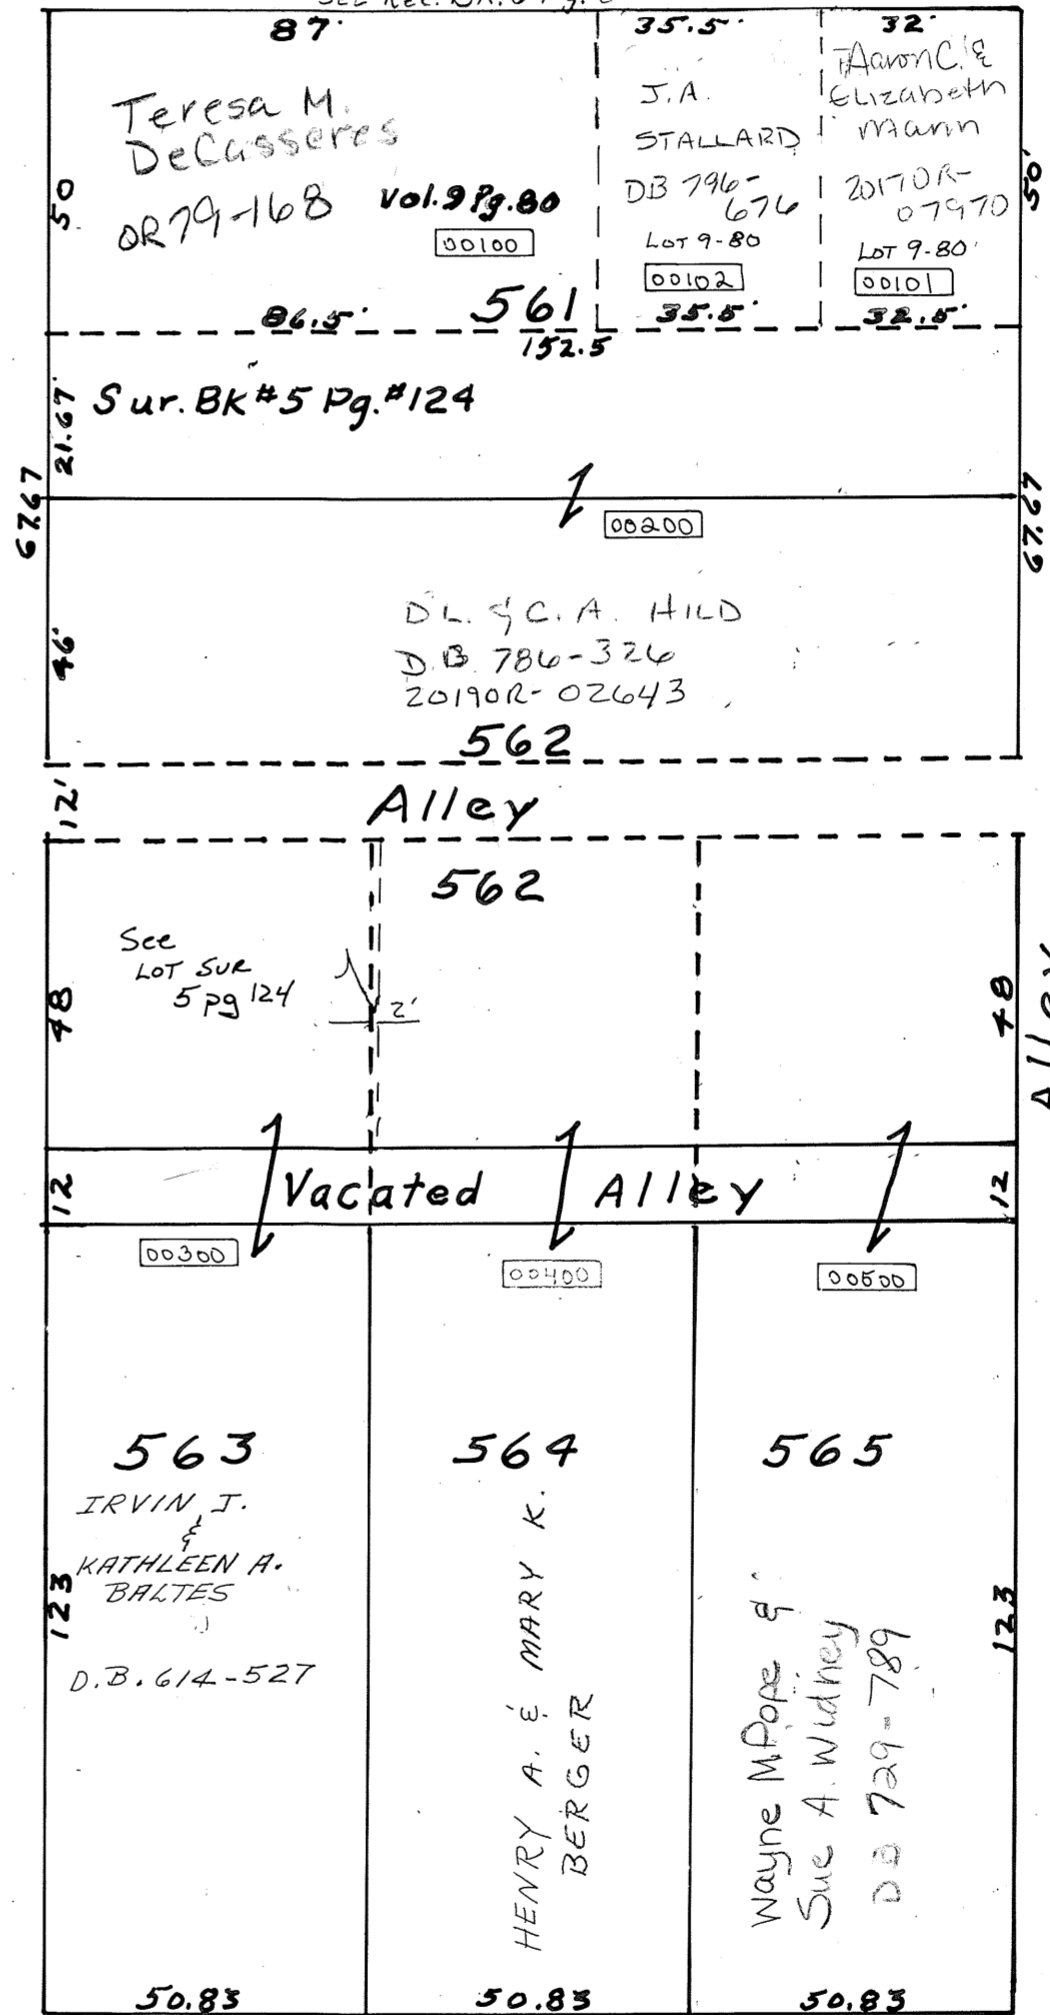 87'
35.5'
32'
Teresa M.
DeCasseres
OR 79-168
Vol. 9 Pg. 80
00100
50
J.A.
STALLARD
DB 796-
676
LOT 9-80
00102
Aaron C. &
Elizabeth
Mann
2017OR-
07970
LOT 9-80
00101
50'
86.5'
561
35.5'
32.5'
152.5
Sur. BK #5 Pg. #124
21.67'
67.67
67.67
00200
46'
D L. & C. A. HILD
D.B. 786-326
2019OR-02643
562
12'
Alley
562
See
LOT SUR
5 pg 124
2'
48
48
Alley
12
Vacated Alley
12
00300
00400
00500
563
564
565
IRVIN J.
&
KATHLEEN A.
BALTES
D.B. 614-527
123
HENRY A. & MARY K.
BERGER
Wayne M Pope &
Sue A. Widney
DB 729-789
123
50.83
50.83
50.83